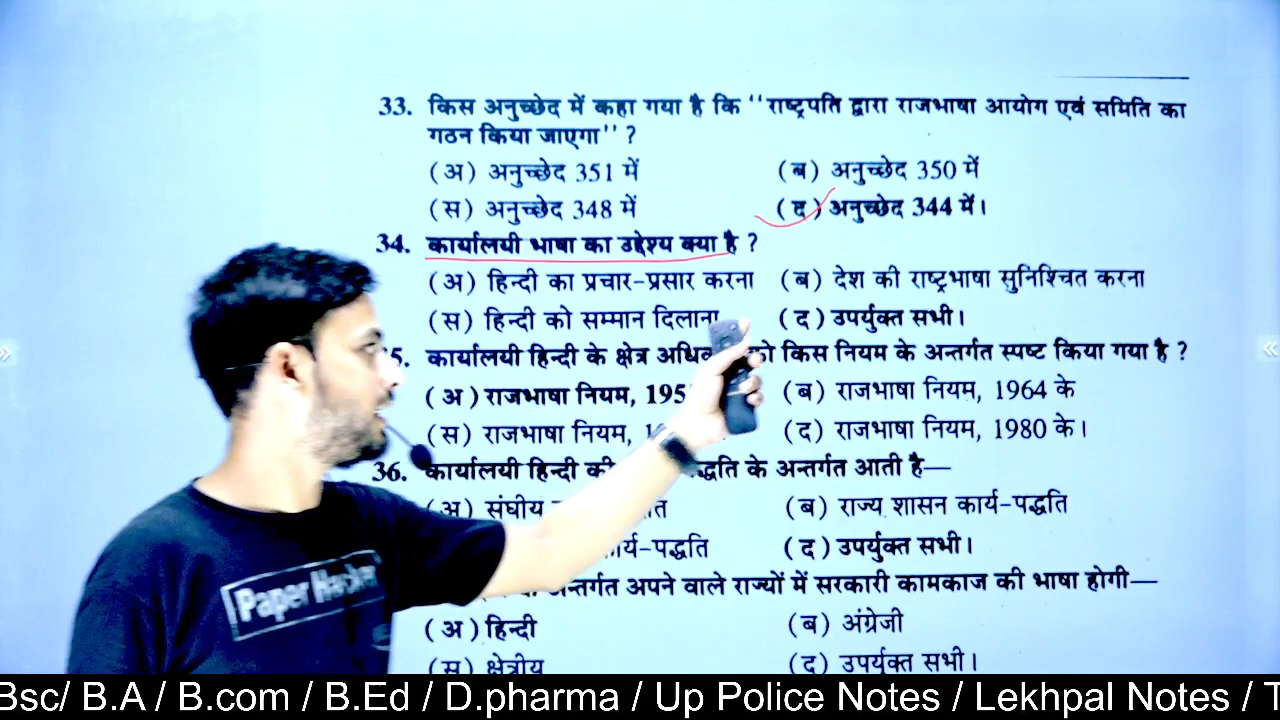 33. किस अनुच्छेद में कहा गया है कि ''राष्ट्रपति द्वारा राजभाषा आयोग एवं समिति का
गठन किया जाएगा'' ?
(अ) अनुच्छेद 351 में (ब) अनुच्छेद 350 में
(स) अनुच्छेद 348 में (द) अनुच्छेद 344 में।
34. कार्यालयी भाषा का उद्देश्य क्या है ?
(अ) हिन्दी का प्रचार-प्रसार करना (ब) देश की राष्ट्रभाषा सुनिश्चित करना
(स) हिन्दी को सम्मान दिलाना (द) उपर्युक्त सभी।
5. कार्यालयी हिन्दी के क्षेत्र को किस नियम के अन्तर्गत स्पष्ट किया गया है ?
(अ) राजभाषा नियम, (ब) राजभाषा नियम, 1964 के
(स) राजभाषा नियम, (द) राजभाषा नियम, 1980 के।
36. कार्यालयी हिन्दी की के अन्तर्गत आती है—
(अ) संघीय (ब) राज्य शासन कार्य-पद्धति
कार्य-पद्धति (द) उपर्युक्त सभी।
अन्तर्गत अपने वाले राज्यों में सरकारी कामकाज की भाषा होगी—
(अ) हिन्दी (ब) अंग्रेजी
(स) क्षेत्रीय (द) उपर्युक्त सभी।
Paper Hacker
Bsc/ B.A / B.com / B.Ed / D.pharma / Up Police Notes / Lekhpal Notes / T